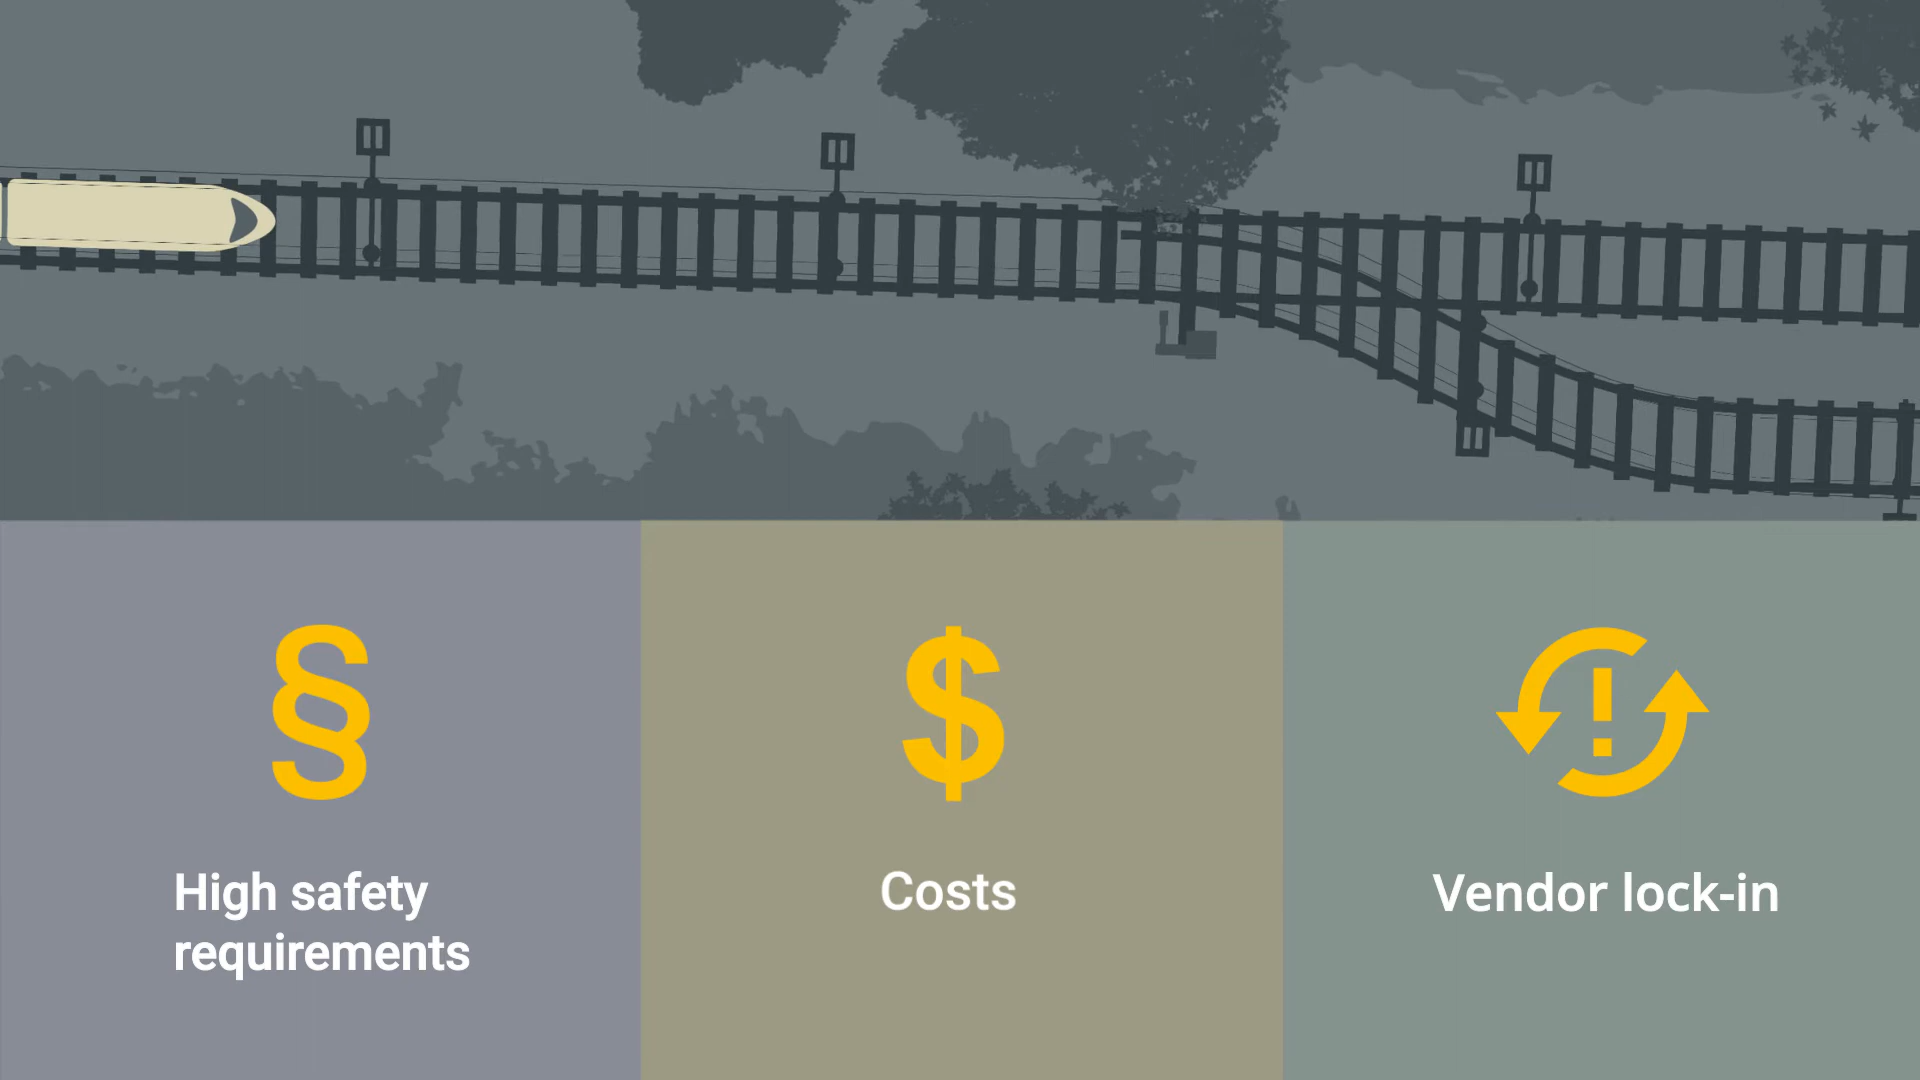 §
$
!
High safety
requirements
Costs
Vendor lock-in